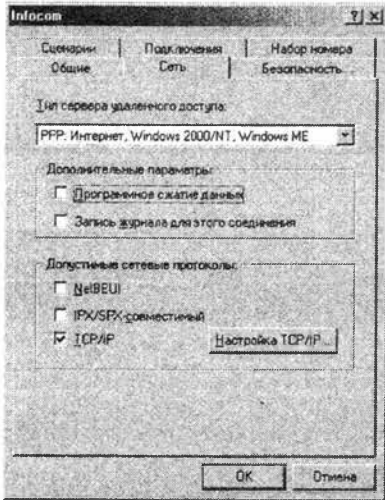 Infocom
Сценарии Подключения Набор номера
Общие Сеть Безопасность
Тип сервера удаленного доступа:
PPP: Интернет, Windows 2000/NT, Windows ME
Дополнительные параметры:
Программное сжатие данных
Запись журнала для этого соединения
Допустимые сетевые протоколы:
NetBEUI
IPX/SPX-совместимый
TCP/IP Настройка TCP/IP...
OK Отмена